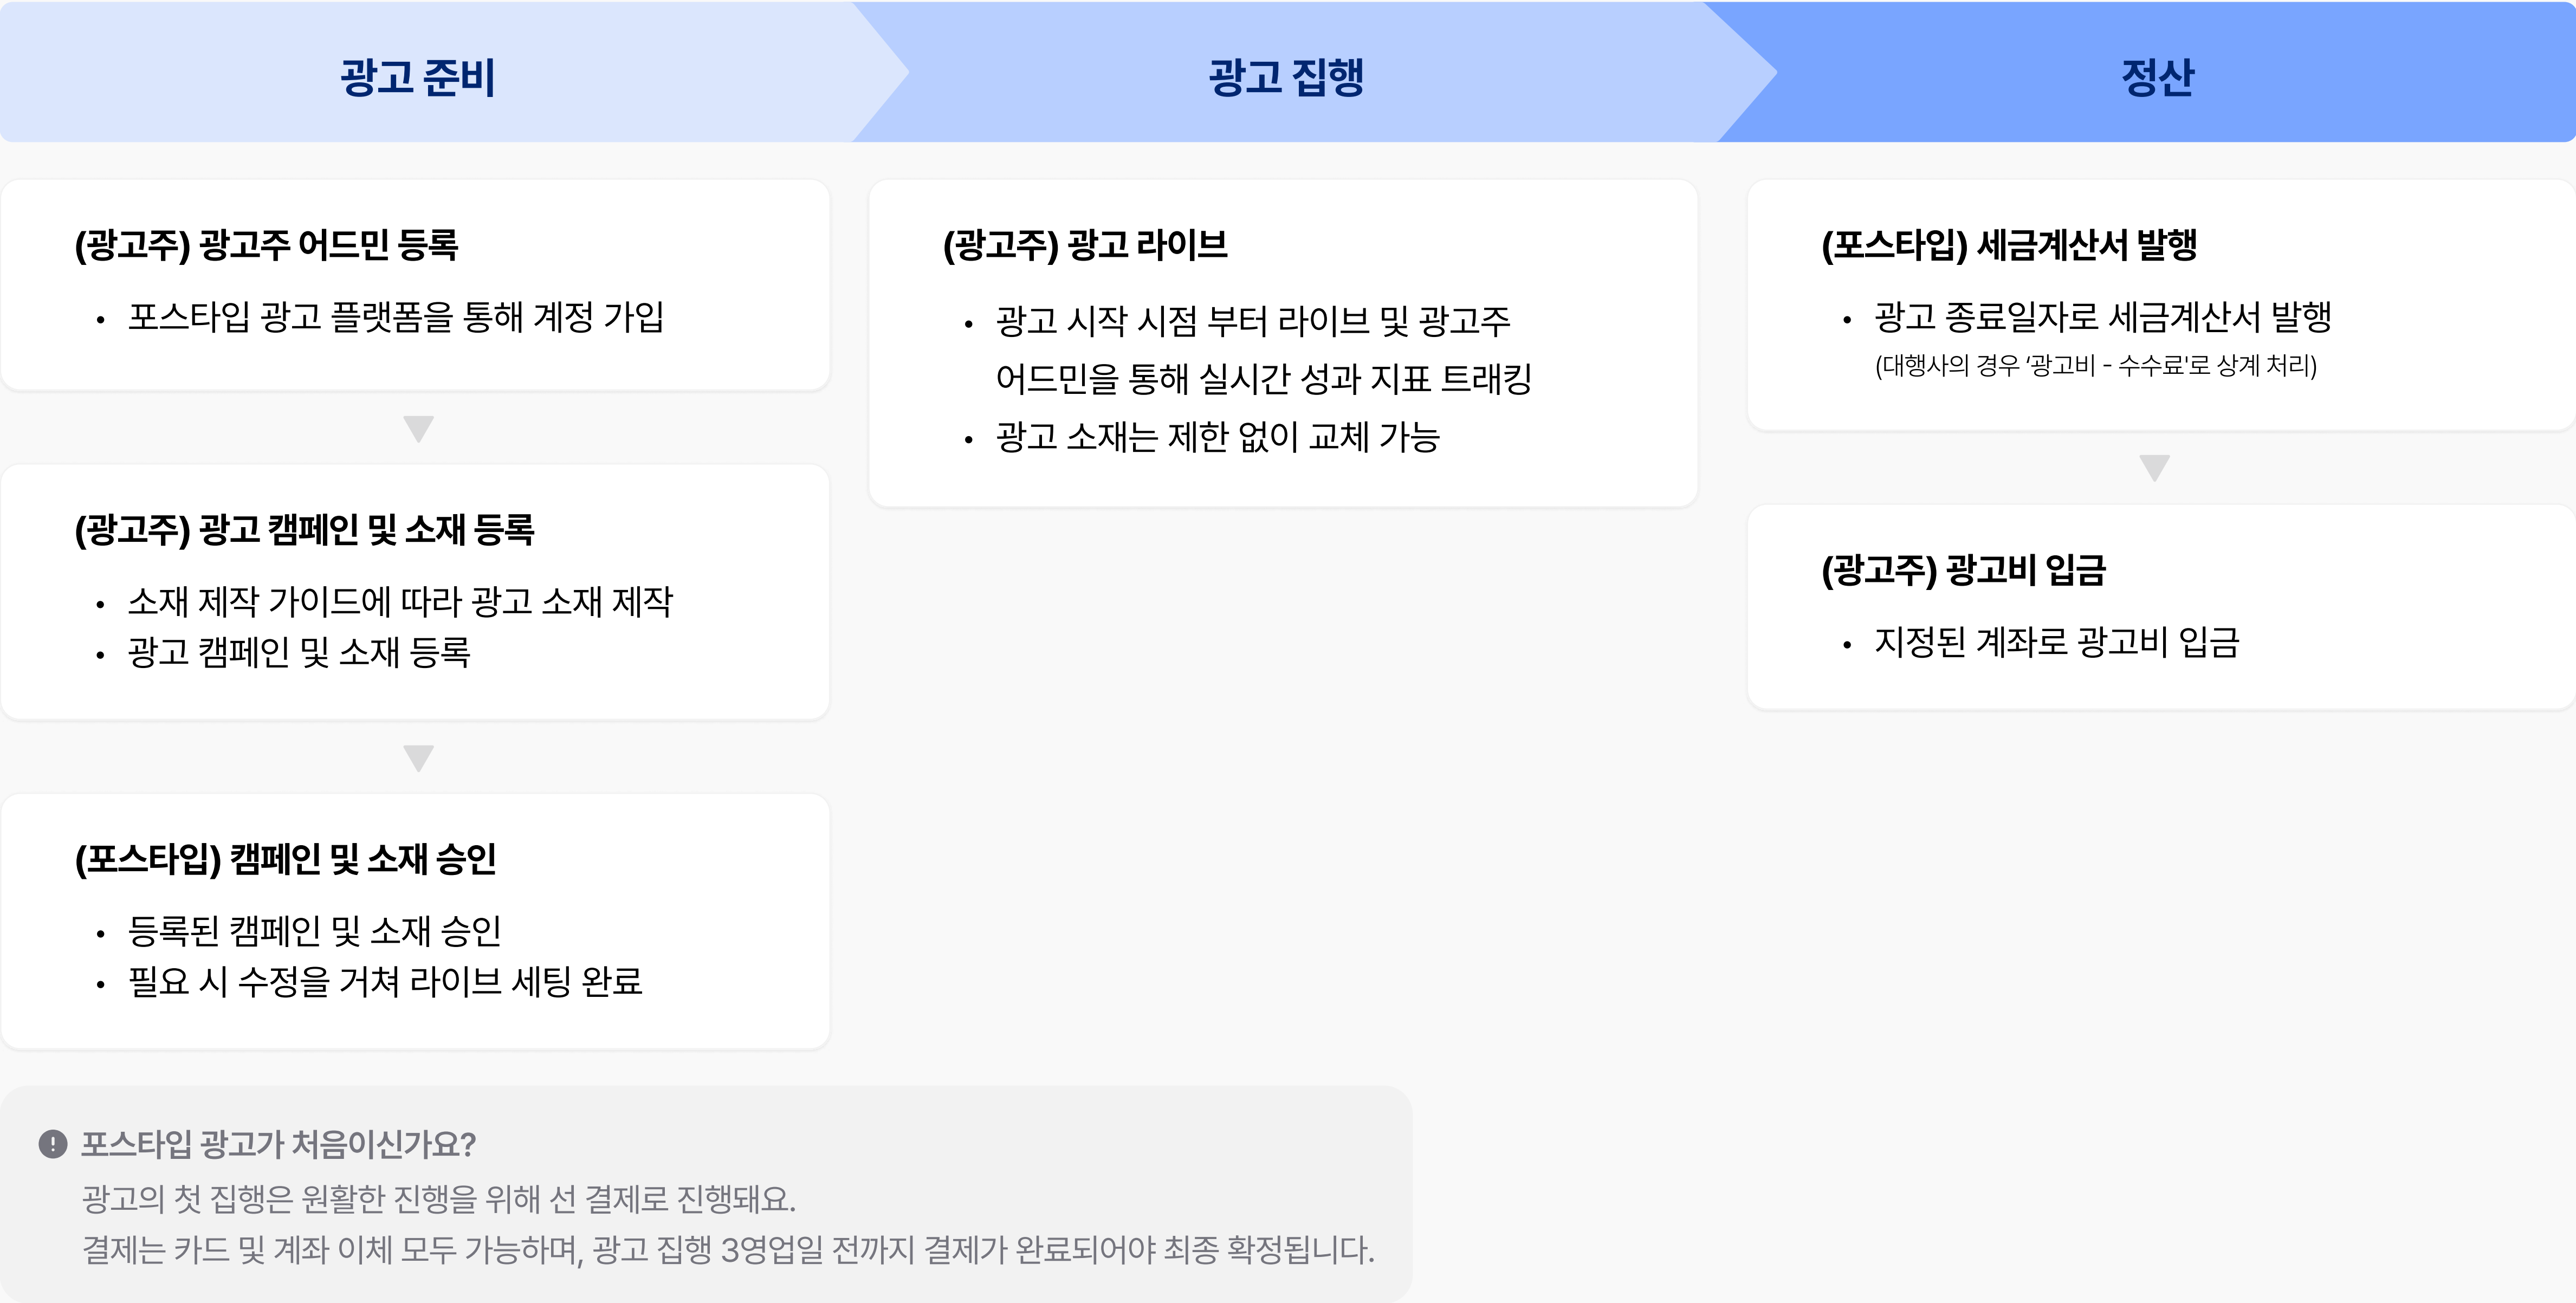 광고 준비
광고 집행
정산
(광고주) 광고주 어드민 등록
• 포스타입 광고 플랫폼을 통해 계정 가입
(광고주) 광고 캠페인 및 소재 등록
• 소재 제작 가이드에 따라 광고 소재 제작
• 광고 캠페인 및 소재 등록
(포스타입) 캠페인 및 소재 승인
• 등록된 캠페인 및 소재 승인
• 필요 시 수정을 거쳐 라이브 세팅 완료
(광고주) 광고 라이브
• 광고 시작 시점 부터 라이브 및 광고주
어드민을 통해 실시간 성과 지표 트래킹
• 광고 소재는 제한 없이 교체 가능
(포스타입) 세금계산서 발행
• 광고 종료일자로 세금계산서 발행
(대행사의 경우 ‘광고비 - 수수료'로 상계 처리)
(광고주) 광고비 입금
• 지정된 계좌로 광고비 입금
포스타입 광고가 처음이신가요?
광고의 첫 집행은 원활한 진행을 위해 선 결제로 진행돼요.
결제는 카드 및 계좌 이체 모두 가능하며, 광고 집행 3영업일 전까지 결제가 완료되어야 최종 확정됩니다.